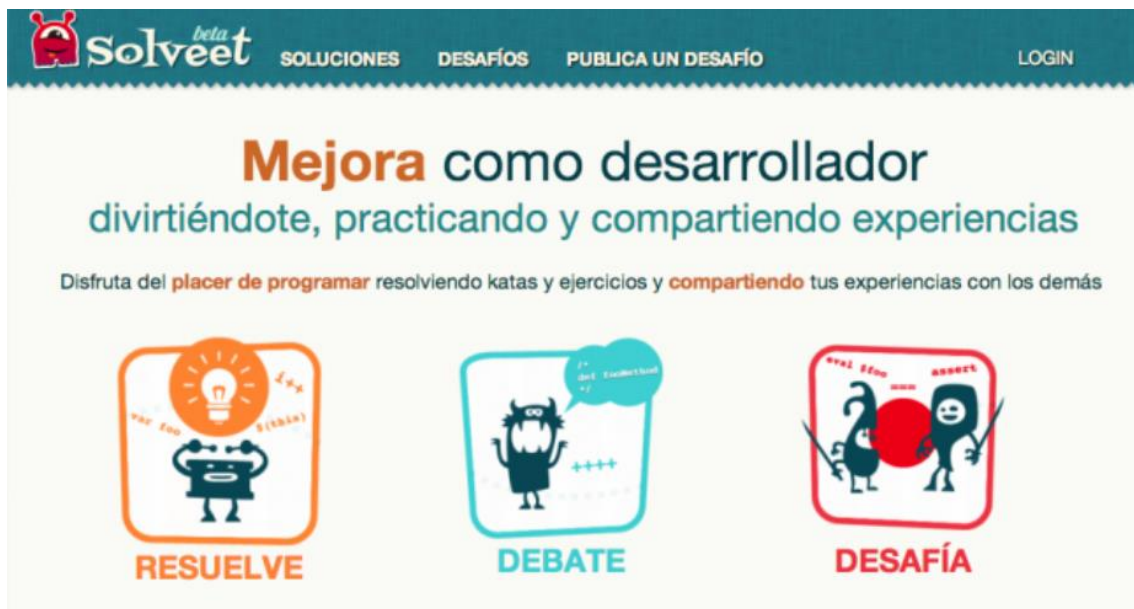 beta
Solveet SOLUCIONES DESAFÍOS PUBLICA UN DESAFÍO LOGIN
Mejora como desarrollador
divirtiéndote, practicando y compartiendo experiencias
Disfruta del placer de programar resolviendo katas y ejercicios y compartiendo tus experiencias con los demás
i++
var foo
$(this)
RESUELVE
/*
def fooMethod
*/
++++
DEBATE
eval $foo
===
assert
DESAFÍA